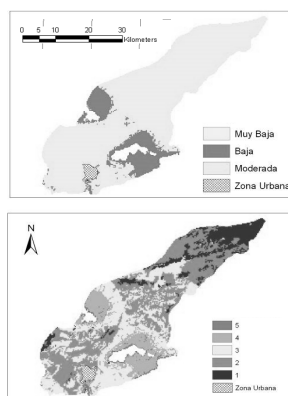 0 5 10 20 30
Kilometers
Muy Baja
Baja
Moderada
Zona Urbana
N
5
4
3
2
1
Zona Urbana